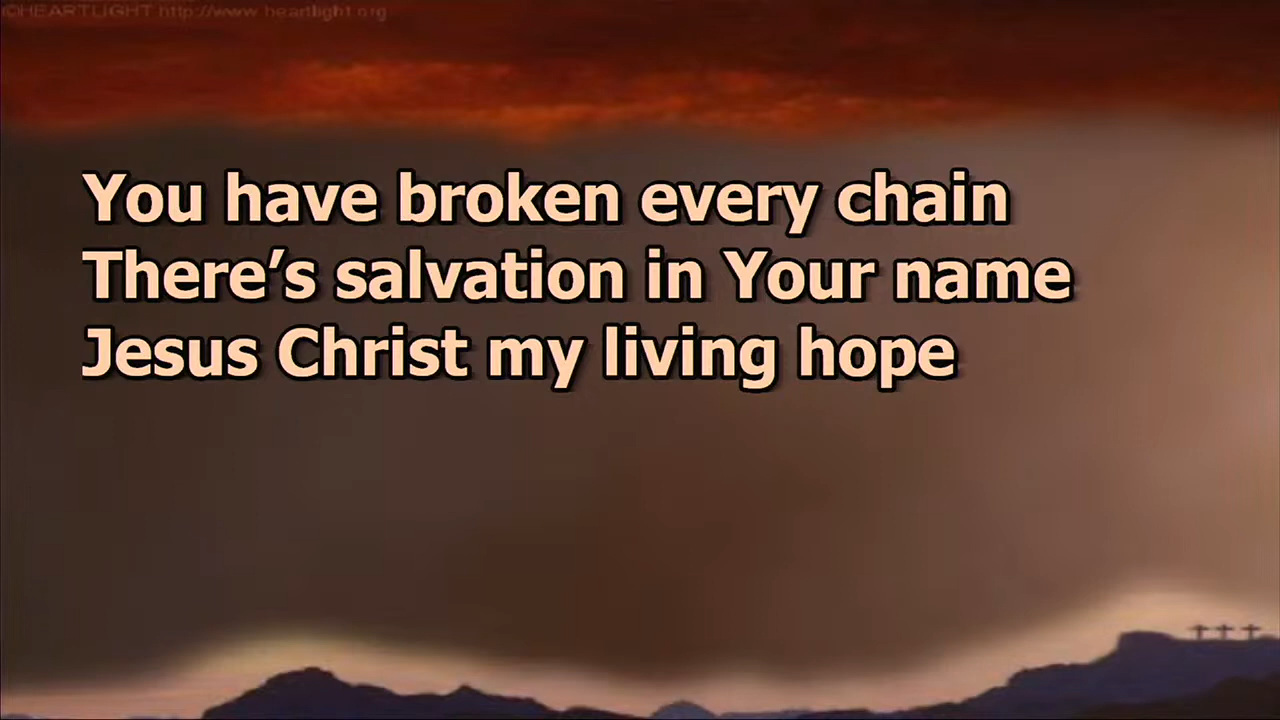 ©HEARTLIGHT http://www.heartlight.org
You have broken every chain
There’s salvation in Your name
Jesus Christ my living hope